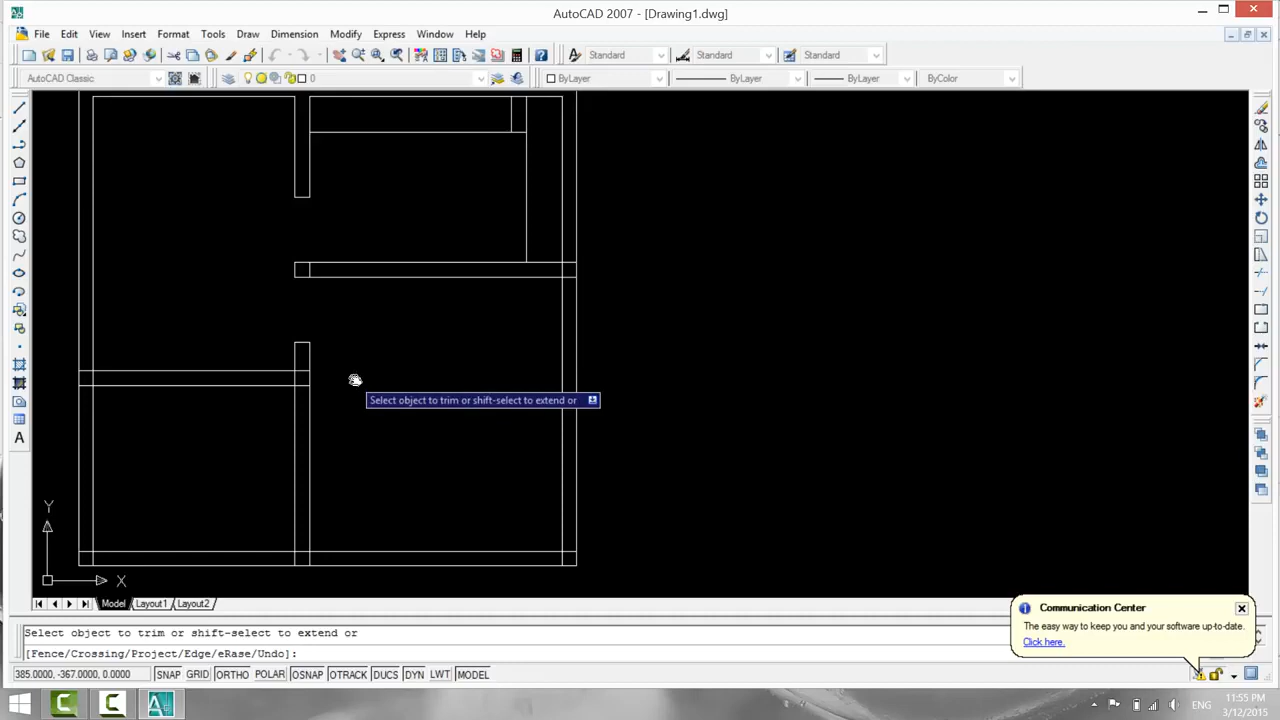 AutoCAD 2007 - [Drawing1.dwg]
File Edit View Insert Format Tools Draw Dimension Modify Express Window Help
Standard Standard Standard
AutoCAD Classic 0 ByLayer ByLayer ByLayer ByColor
Select object to trim or shift-select to extend or
Y
X
Model Layout1 Layout2
Communication Center
The easy way to keep you and your software up-to-date.
Click here.
Select object to trim or shift-select to extend or
[Fence/Crossing/Project/Edge/eRase/Undo]:
385.0000, -367.0000, 0.0000 SNAP GRID ORTHO POLAR OSNAP OTRACK DUCS DYN LWT MODEL
ENG
11:55 PM
3/12/2015
A